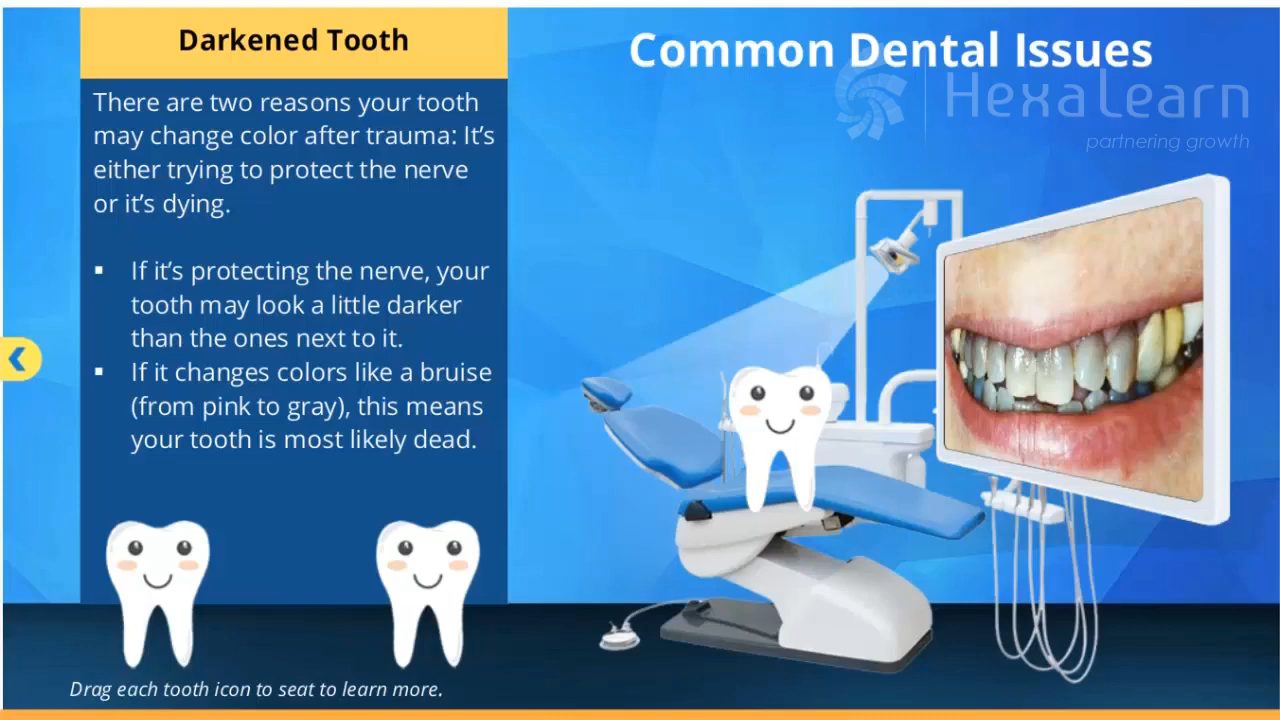 Darkened Tooth
There are two reasons your tooth
may change color after trauma: It's
either trying to protect the nerve
or it's dying.
▪ If it's protecting the nerve, your
tooth may look a little darker
than the ones next to it.
▪ If it changes colors like a bruise
(from pink to gray), this means
your tooth is most likely dead.
Drag each tooth icon to seat to learn more.
Common Dental Issues
HexaLearn
partnering growth